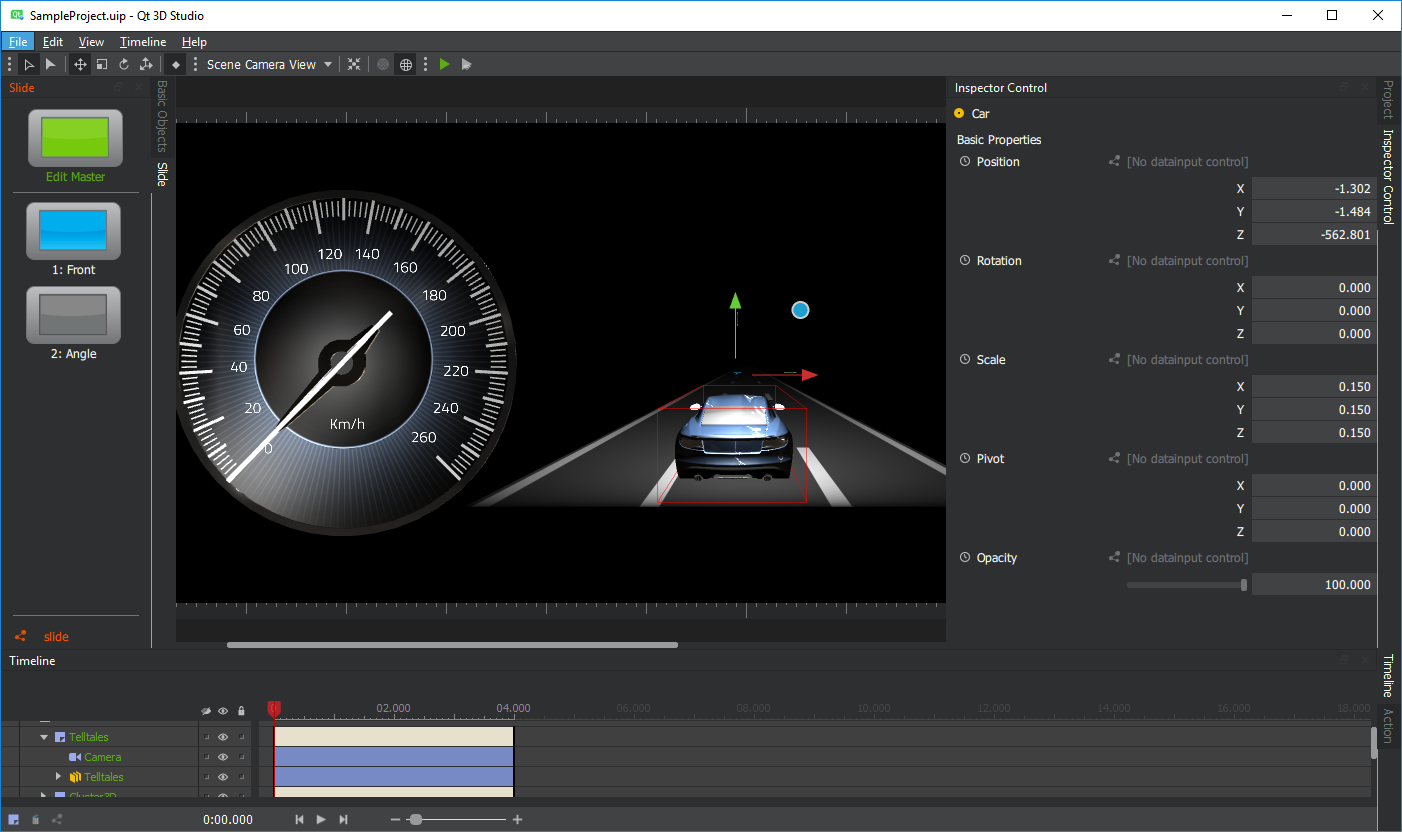 SampleProject.uip - Qt 3D Studio
File Edit View Timeline Help
Scene Camera View
Slide
Edit Master
1: Front
2: Angle
slide
Basic Objects
Slide
0
20
40
60
80
100
120
140
160
180
200
220
240
260
Km/h
Inspector Control
Car
Basic Properties
Position [No datainput control]
X -1.302
Y -1.484
Z -562.801
Rotation [No datainput control]
X 0.000
Y 0.000
Z 0.000
Scale [No datainput control]
X 0.150
Y 0.150
Z 0.150
Pivot [No datainput control]
X 0.000
Y 0.000
Z 0.000
Opacity [No datainput control]
100.000
Project
Inspector Control
Timeline
0 02.000 04.000 06.000 08.000 10.000 12.000 14.000 16.000 18.000
Telltales
Camera
Telltales
Cluster3D
0:00.000
Timeline
Action